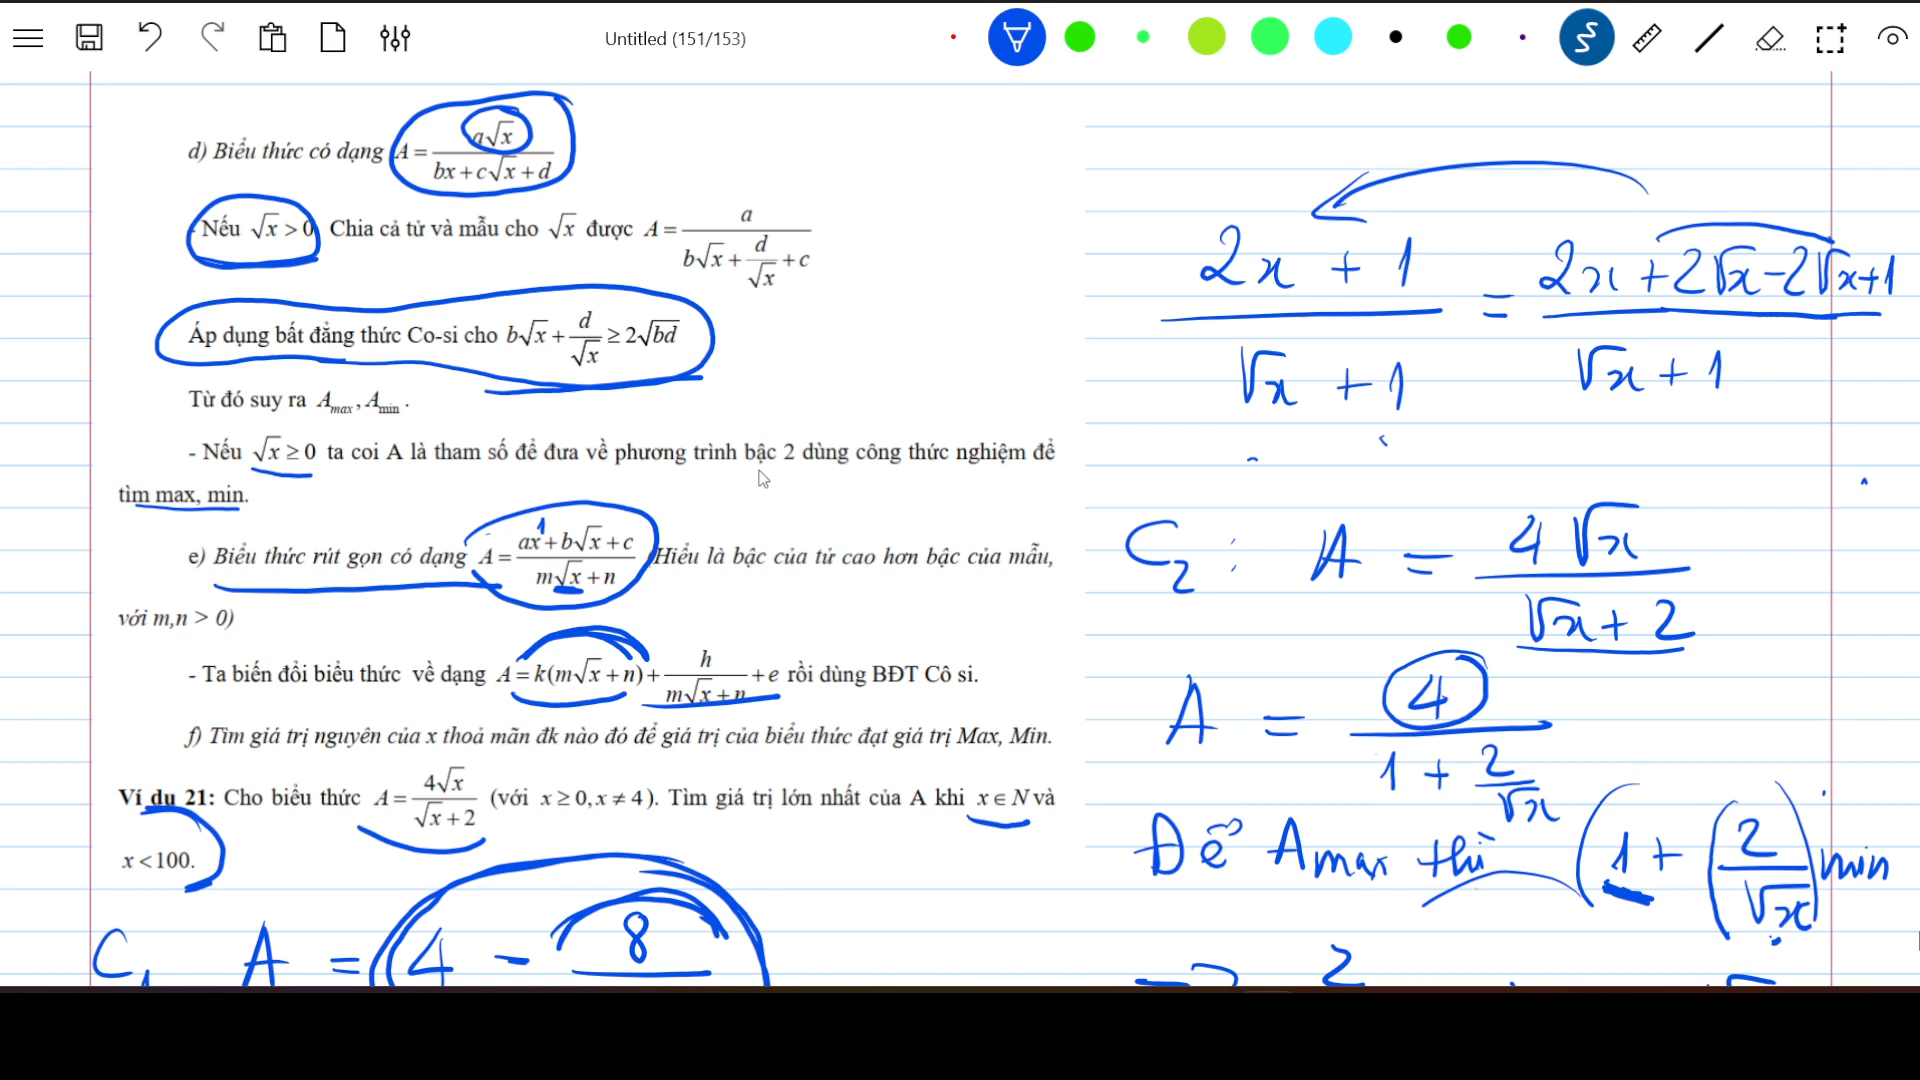 Untitled (151/153)
d) Biểu thức có dạng A = a√x / (bx + c√x + d)
- Nếu √x > 0 Chia cả tử và mẫu cho √x được A = a / (b√x + d/√x + c)
Áp dụng bất đẳng thức Co-si cho b√x + d/√x ≥ 2√bd
Từ đó suy ra Amax, Amin.
- Nếu √x ≥ 0 ta coi A là tham số để đưa về phương trình bậc 2 dùng công thức nghiệm để
tìm max, min.
e) Biểu thức rút gọn có dạng A = (ax + b√x + c) / (m√x + n) (Hiểu là bậc của tử cao hơn bậc của mẫu,
1
với m,n > 0)
- Ta biến đổi biểu thức về dạng A = k(m√x + n) + h / (m√x + n) + e rồi dùng BĐT Cô si.
f) Tìm giá trị nguyên của x thoả mãn đk nào đó để giá trị của biểu thức đạt giá trị Max, Min.
Ví dụ 21: Cho biểu thức A = 4√x / (√x + 2) (với x ≥ 0, x ≠ 4). Tìm giá trị lớn nhất của A khi x ∈ N và
x < 100.
C1 A = 4 - 8
(2x + 1) / (√x + 1) = (2x + 2√x - 2√x + 1) / (√x + 1)
C2 : A = 4√x / (√x + 2)
A = 4 / (1 + 2/√x)
Để Amax thì (1 + (2/√x)) min
=> 2